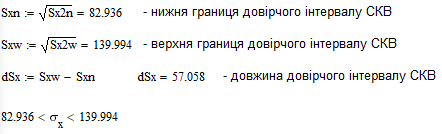 Sxn := √Sx2n = 82.936 - нижня границя довірчого інтервалу СКВ
Sxw := √Sx2w = 139.994 - верхня границя довірчого інтервалу СКВ
dSx := Sxw − Sxn dSx = 57.058 - довжина довірчого інтервалу СКВ
82.936 < σx < 139.994